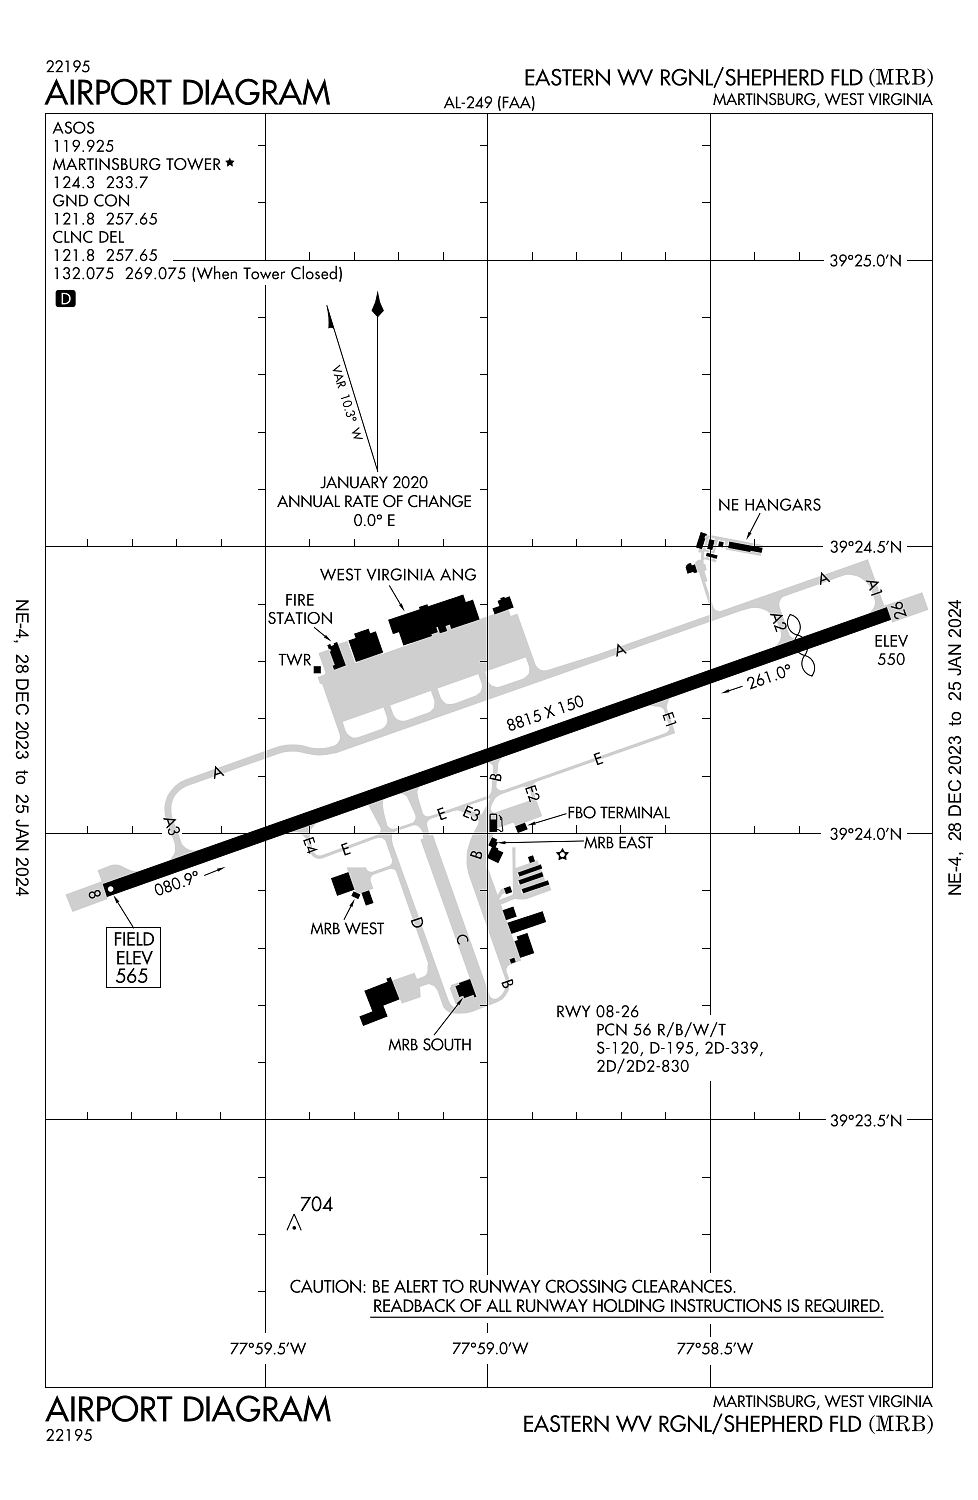 22195
AIRPORT DIAGRAM
AL-249 (FAA)
EASTERN WV RGNL/SHEPHERD FLD (MRB)
MARTINSBURG, WEST VIRGINIA
ASOS
119.925
MARTINSBURG TOWER ★
124.3 233.7
GND CON
121.8 257.65
CLNC DEL
121.8 257.65
132.075 269.075 (When Tower Closed)
D
39°25.0'N
VAR 10.3° W
JANUARY 2020
ANNUAL RATE OF CHANGE
0.0° E
NE HANGARS
39°24.5'N
WEST VIRGINIA ANG
FIRE
STATION
TWR
A
A1
A2
26
ELEV
550
A
261.0°
8815 X 150
E1
A
B
E
E2
E
E3
A3
FBO TERMINAL
39°24.0'N
E4
E
B
MRB EAST
8
080.9°
MRB WEST
D
C
FIELD
ELEV
565
B
MRB SOUTH
RWY 08-26
PCN 56 R/B/W/T
S-120, D-195, 2D-339,
2D/2D2-830
39°23.5'N
704
CAUTION: BE ALERT TO RUNWAY CROSSING CLEARANCES.
READBACK OF ALL RUNWAY HOLDING INSTRUCTIONS IS REQUIRED.
77°59.5'W
77°59.0'W
77°58.5'W
NE-4, 28 DEC 2023 to 25 JAN 2024
NE-4, 28 DEC 2023 to 25 JAN 2024
AIRPORT DIAGRAM
22195
MARTINSBURG, WEST VIRGINIA
EASTERN WV RGNL/SHEPHERD FLD (MRB)